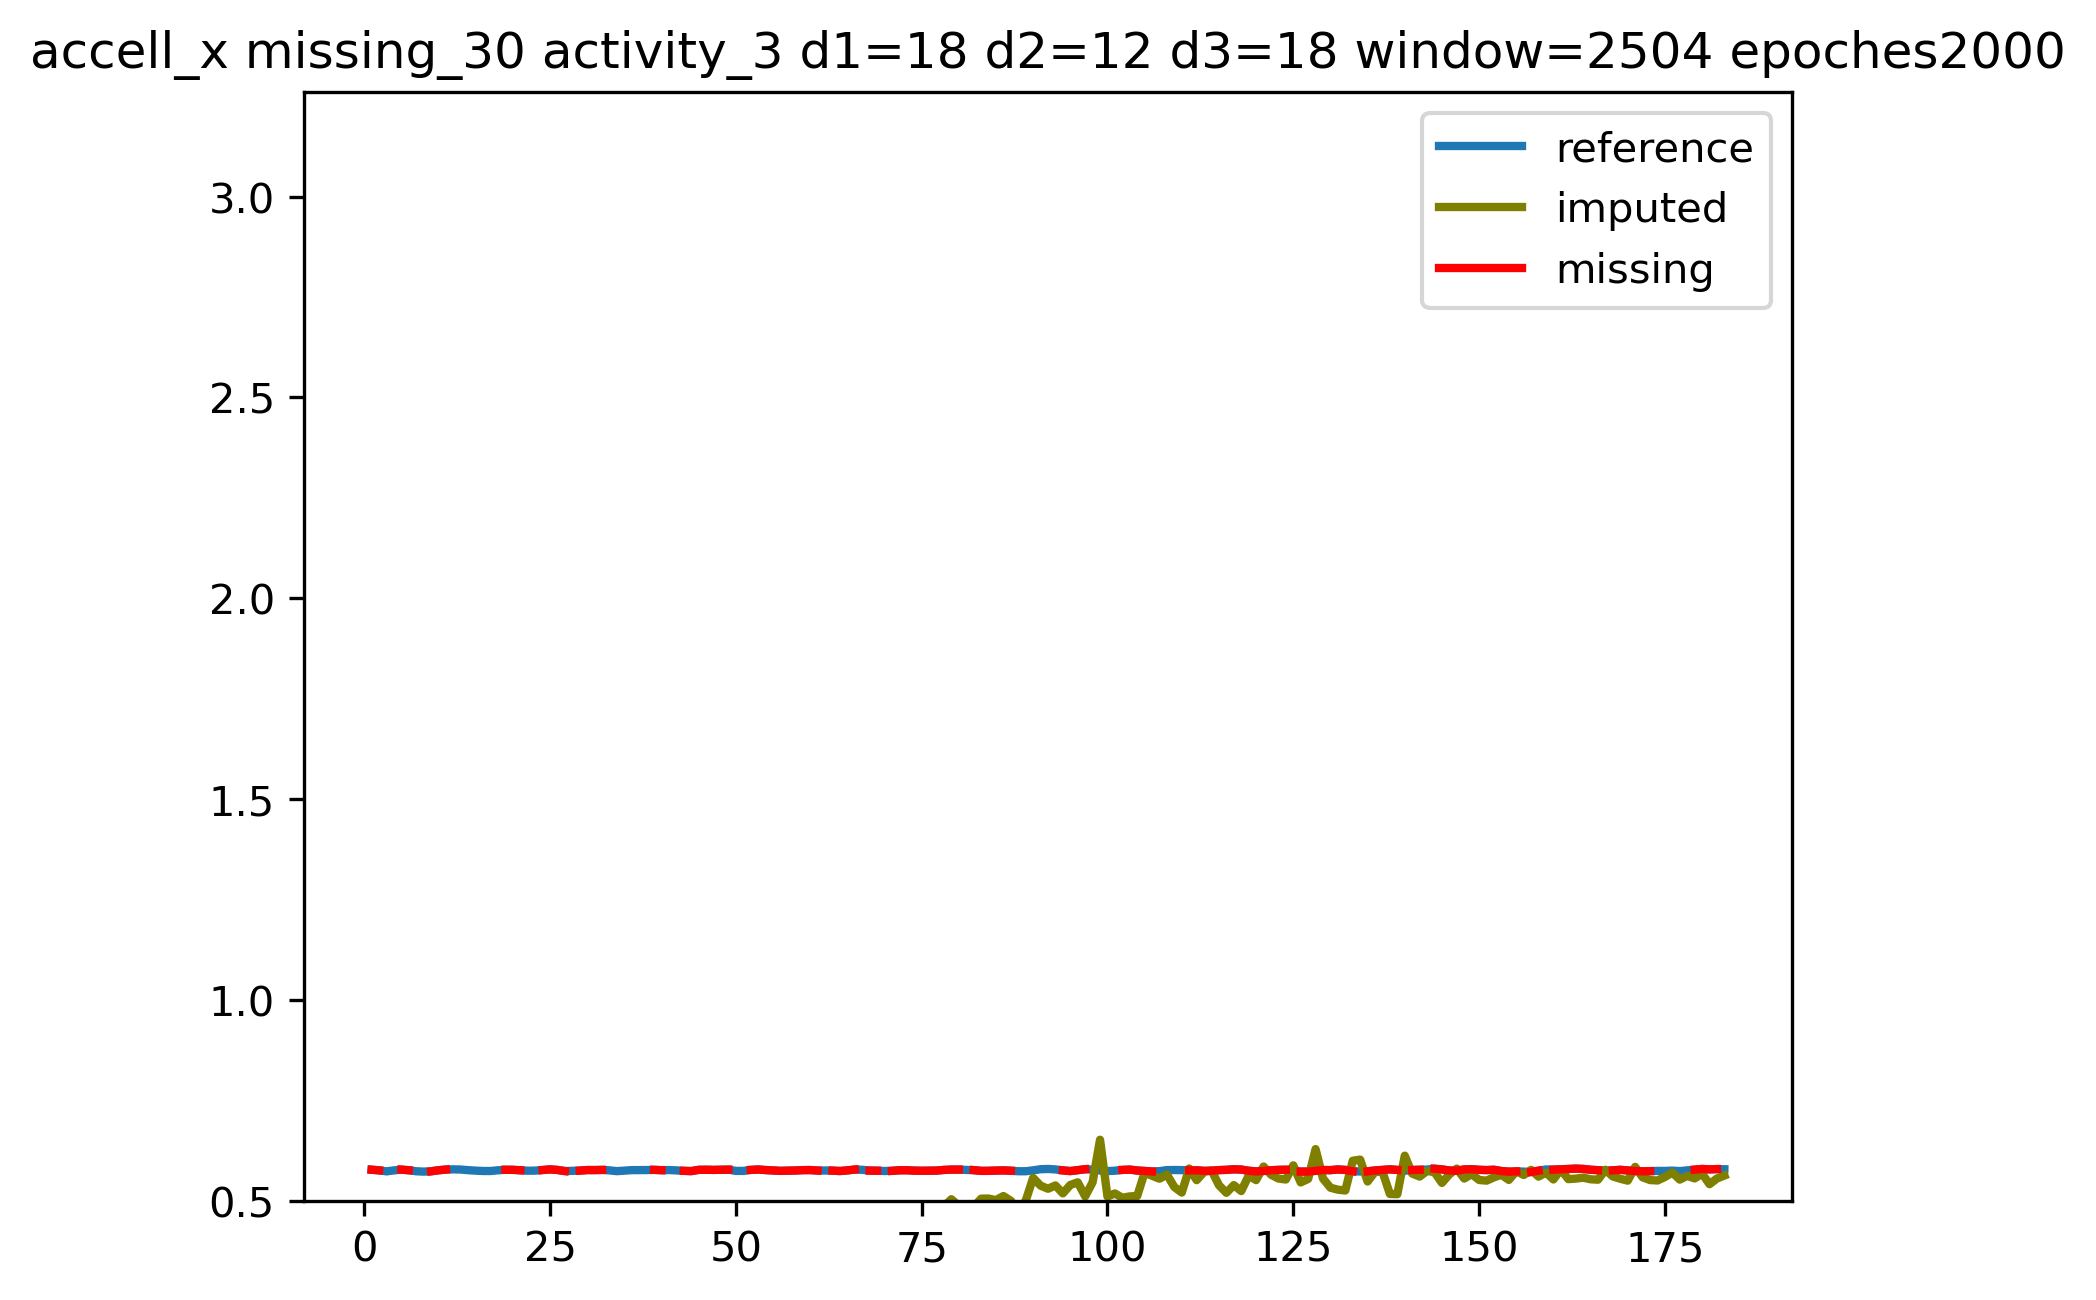 accell_x missing_30 activity_3 d1=18 d2=12 d3=18 window=2504 epoches2000
reference
imputed
missing
3.0
2.5
2.0
1.5
1.0
0.5
0 25 50 75 100 125 150 175